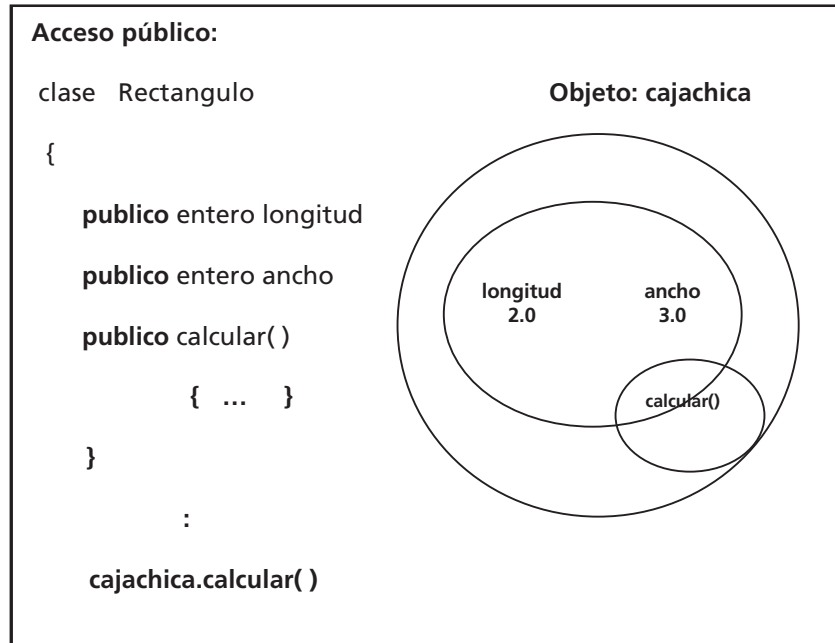 Acceso público:
clase Rectangulo
Objeto: cajachica
{
publico entero longitud
publico entero ancho
longitud ancho
2.0 3.0
publico calcular( )
{ ... }
calcular()
}
:
cajachica.calcular( )